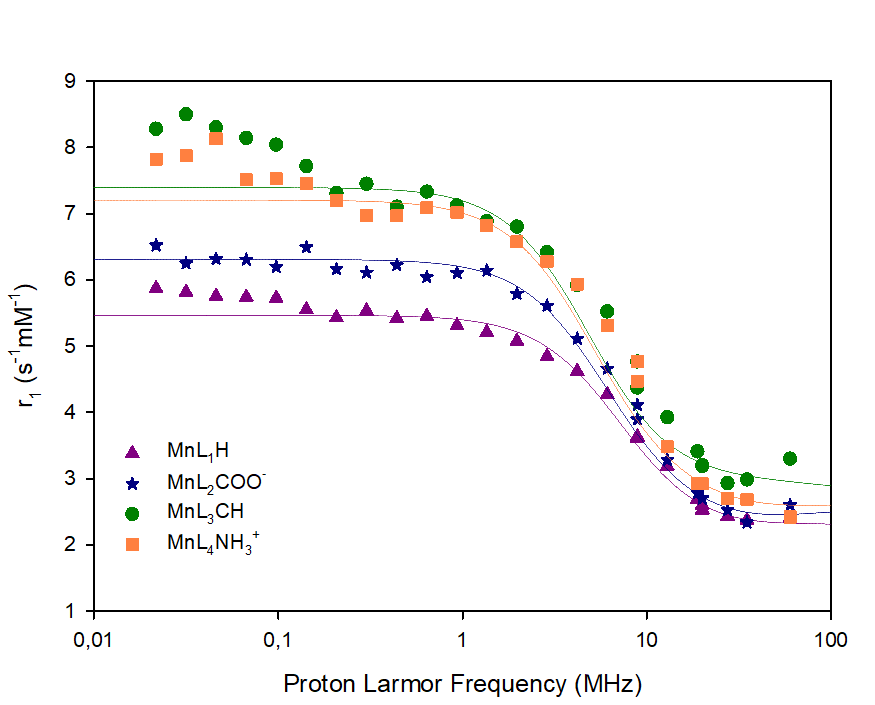 9
8
7
6
5
4
3
2
1
r₁ (s⁻¹mM⁻¹)
MnL₁H
MnL₂COO⁻
MnL₃CH
MnL₄NH₃⁺
0,01 0,1 1 10 100
Proton Larmor Frequency (MHz)